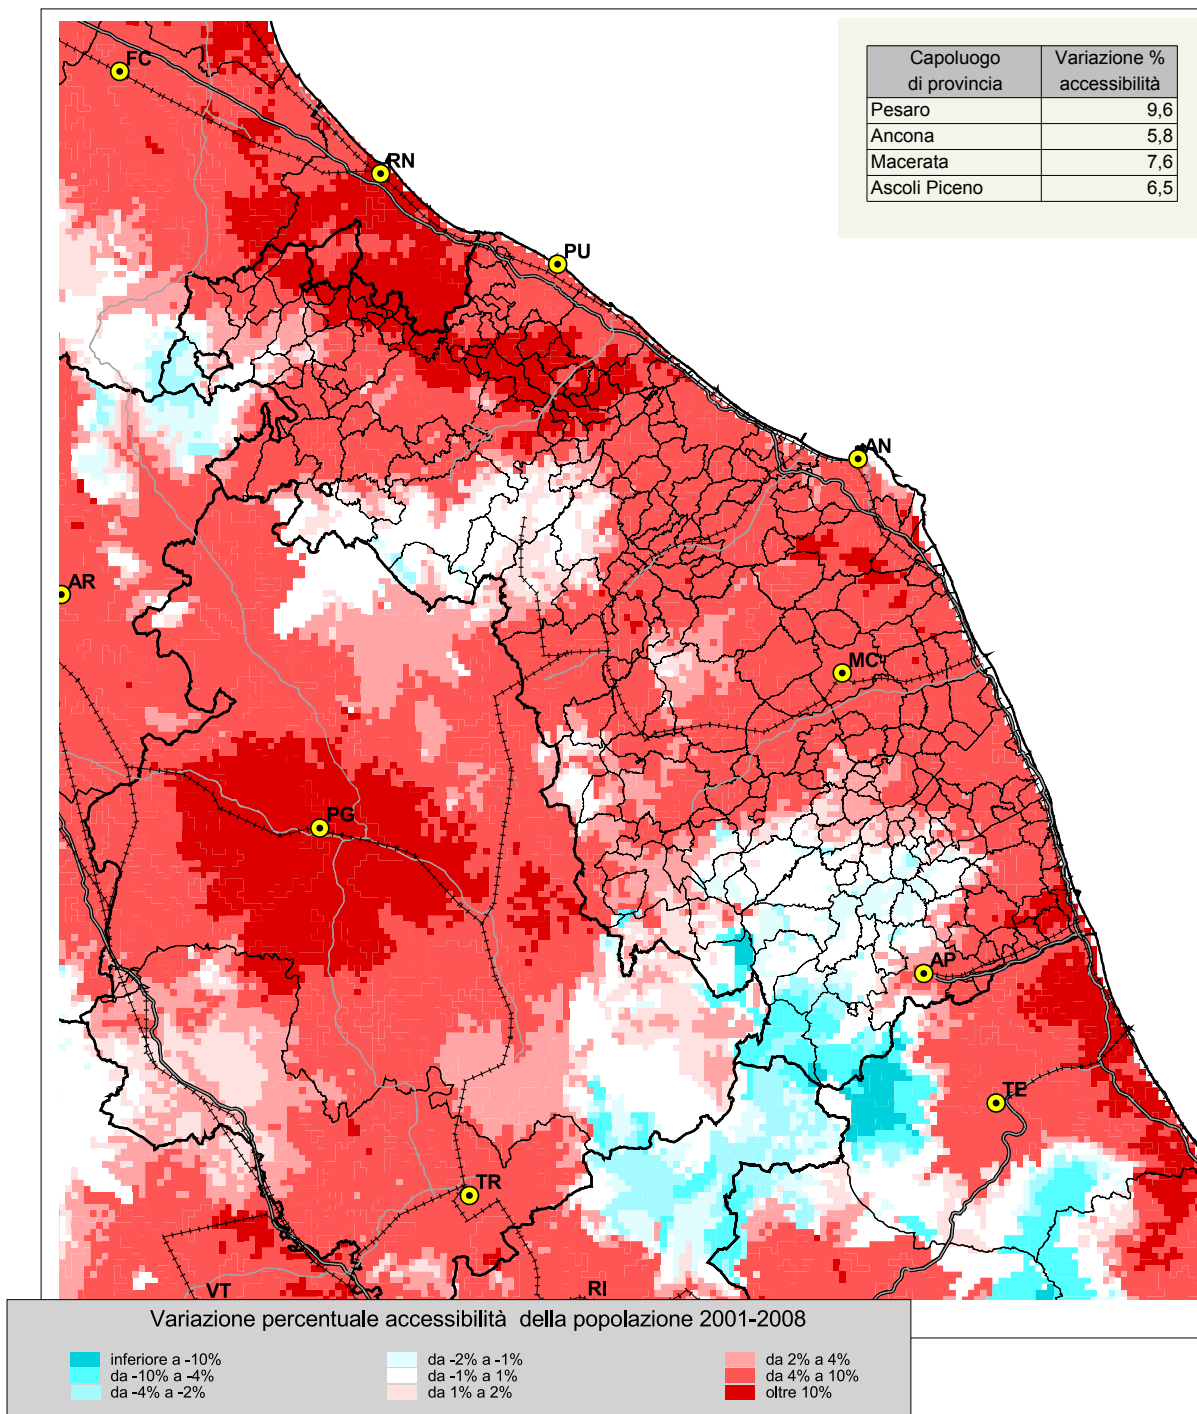 Capoluogo
di provincia
Variazione %
accessibilità
Pesaro 9,6
Ancona 5,8
Macerata 7,6
Ascoli Piceno 6,5
FC
RN
PU
AN
AR
MC
PG
AP
TE
TR
VT
RI
Variazione percentuale accessibilità della popolazione 2001-2008
inferiore a -10%
da -10% a -4%
da -4% a -2%
da -2% a -1%
da -1% a 1%
da 1% a 2%
da 2% a 4%
da 4% a 10%
oltre 10%